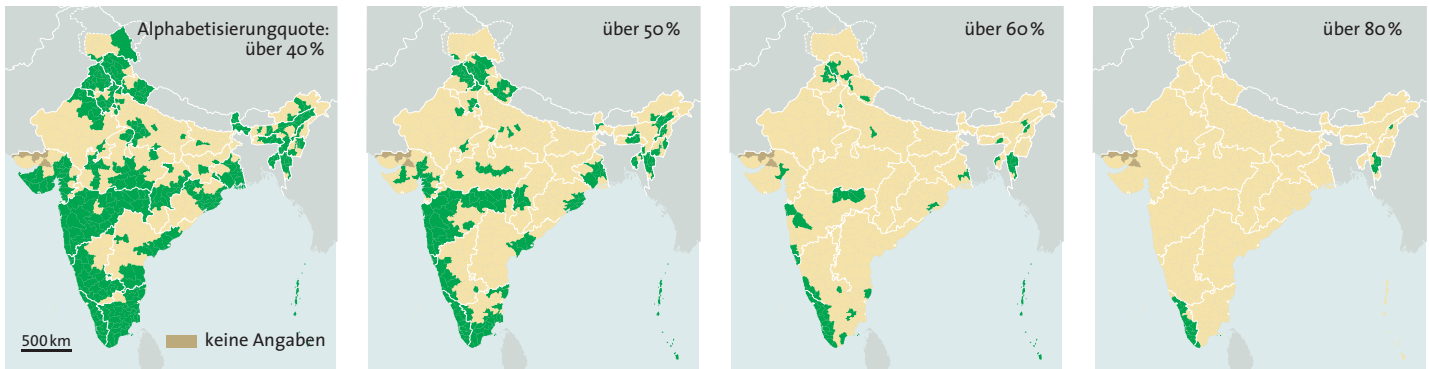 Alphabetisierungquote:
über 40 %
500 km
keine Angaben
über 50 %
über 60 %
über 80 %